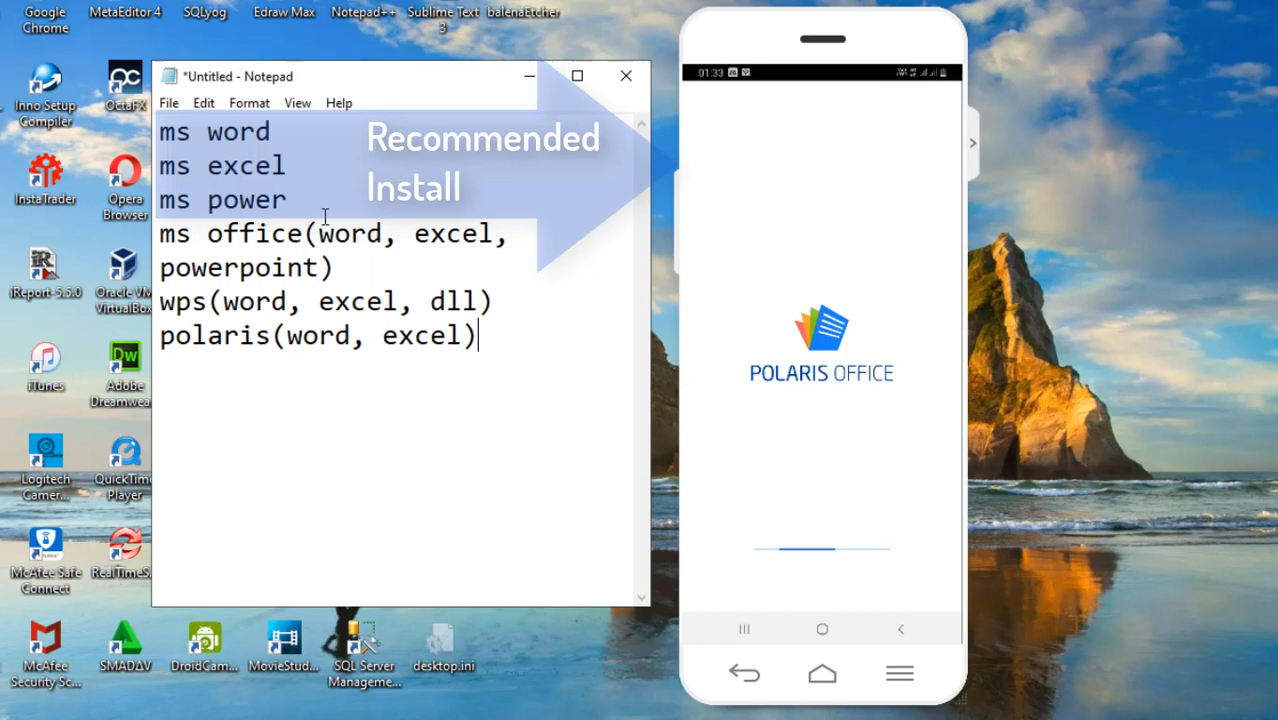 Google
Chrome
MetaEditor 4
SQLyog
Edraw Max
Notepad++
Sublime Text
3
balenaEtcher
Inno Setup
Compiler
OctaFX
InstaTrader
Opera
Browser
iReport-5.5.0
Oracle VM
VirtualBox
iTunes
Dw
Adobe
Dreamweav
Logitech
Camer...
QuickTime
Player
McAfee Safe
Connect
RealTimeS...
McAfee
Security Sc...
SMADAV
DroidCam...
MovieStud...
SQL Server
Manageme...
desktop.ini
*Untitled - Notepad
File Edit Format View Help
ms word
ms excel
ms power
ms office(word, excel,
powerpoint)
wps(word, excel, dll)
polaris(word, excel)
Recommended
Install
01:33
POLARIS OFFICE